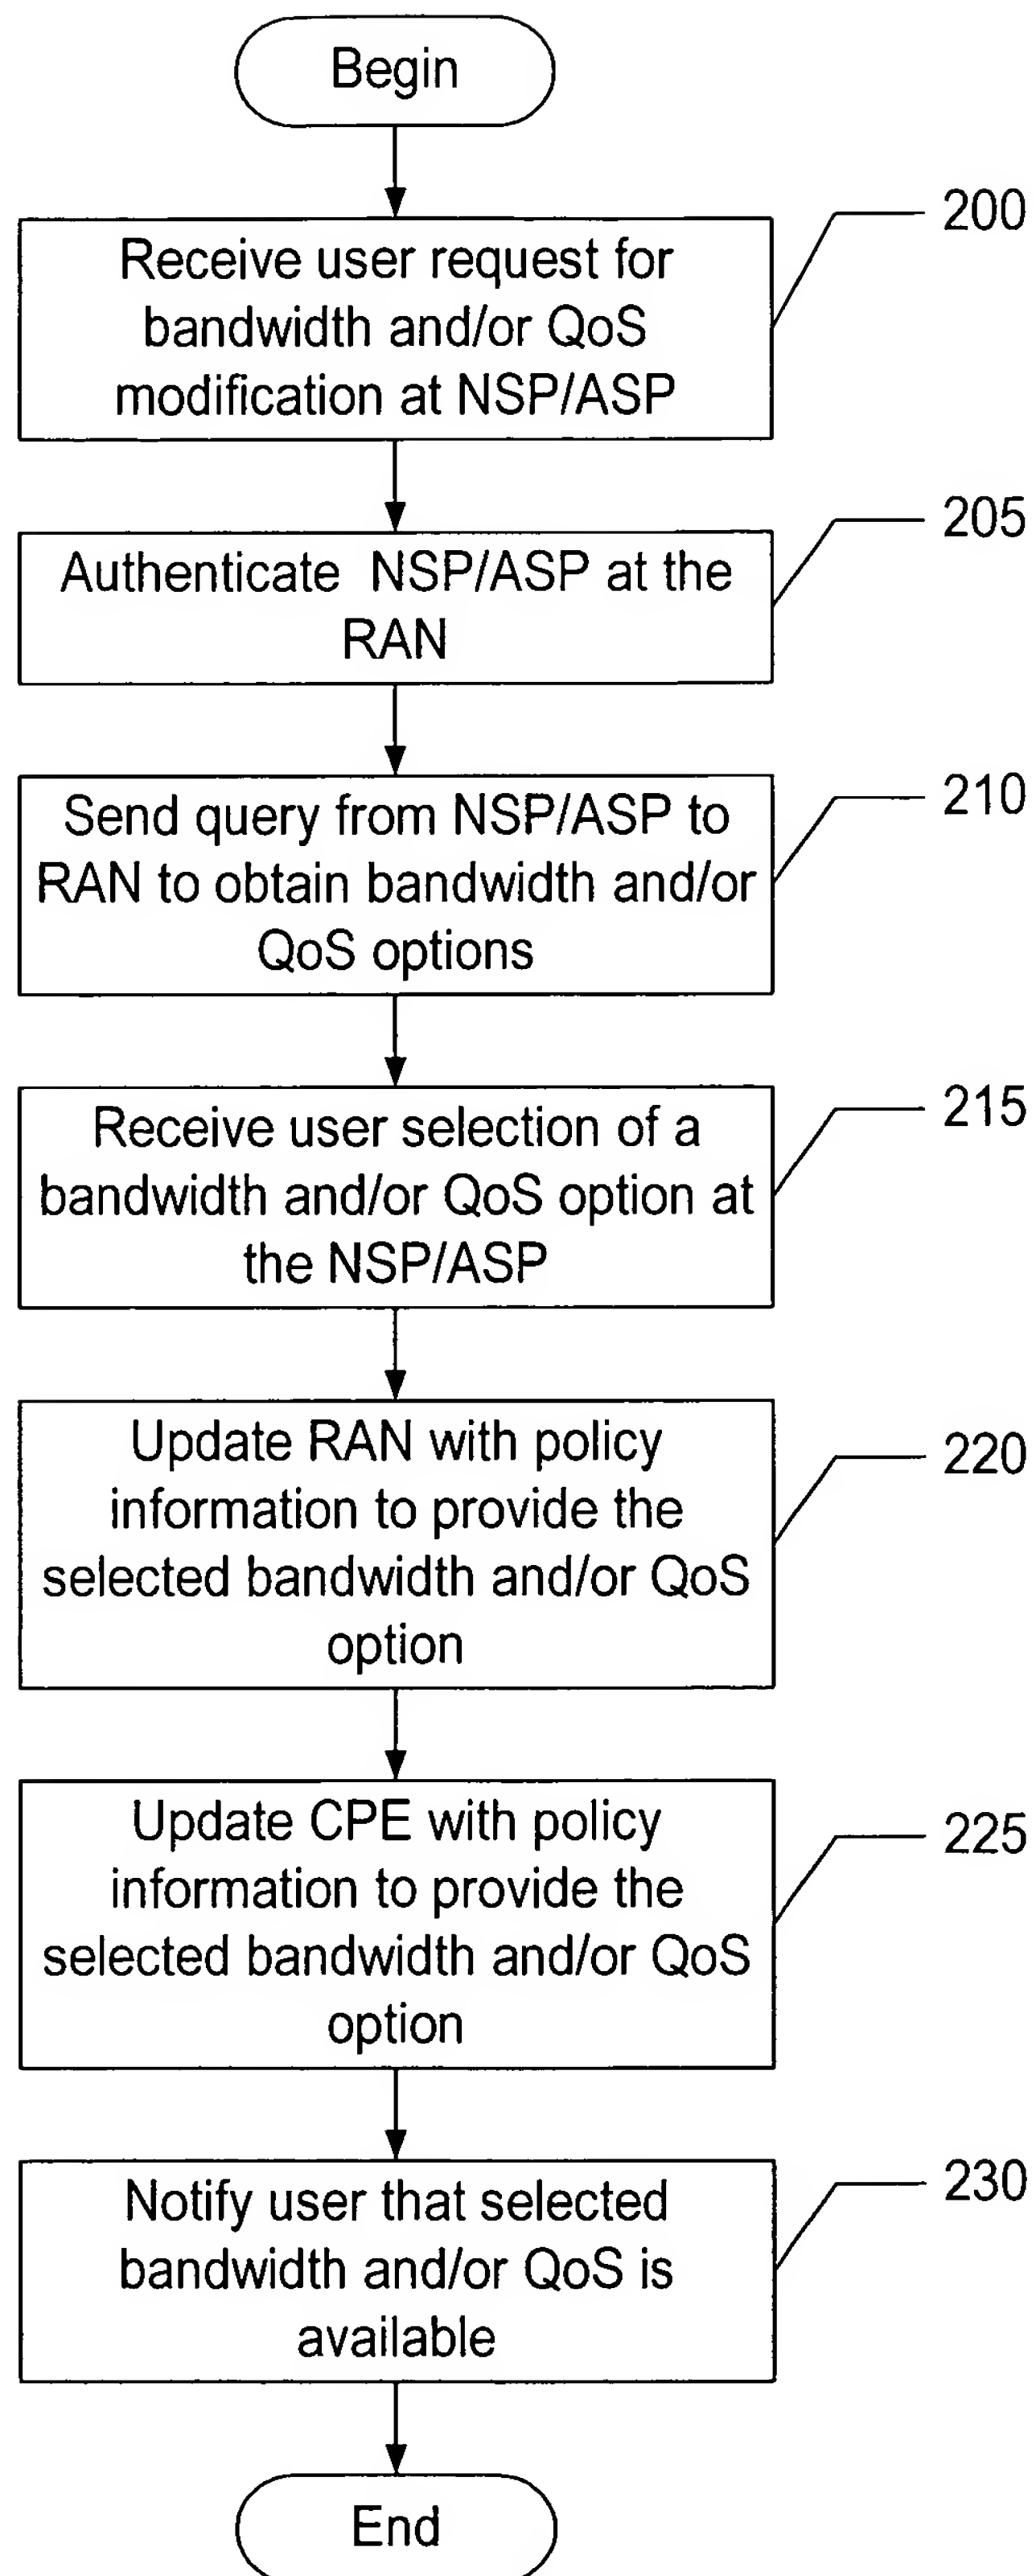 Begin
200
Receive user request for
bandwidth and/or QoS
modification at NSP/ASP
205
Authenticate NSP/ASP at the
RAN
210
Send query from NSP/ASP to
RAN to obtain bandwidth and/or
QoS options
215
Receive user selection of a
bandwidth and/or QoS option at
the NSP/ASP
220
Update RAN with policy
information to provide the
selected bandwidth and/or QoS
option
225
Update CPE with policy
information to provide the
selected bandwidth and/or QoS
option
230
Notify user that selected
bandwidth and/or QoS is
available
End